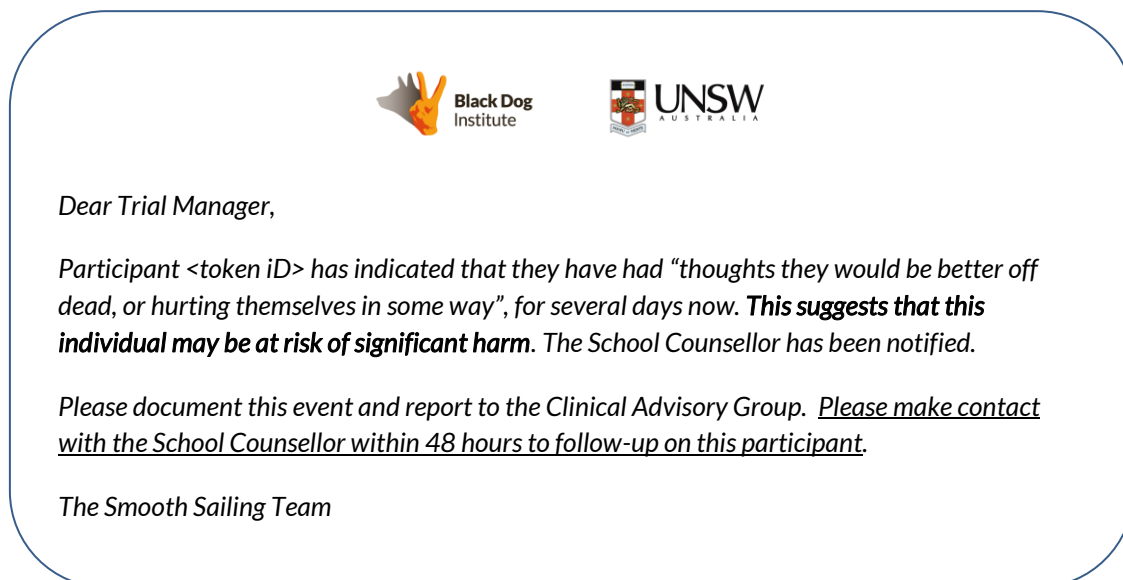 Black Dog
Institute
UNSW
AUSTRALIA
Dear Trial Manager,
Participant <token iD> has indicated that they have had “thoughts they would be better off
dead, or hurting themselves in some way”, for several days now. This suggests that this
individual may be at risk of significant harm. The School Counsellor has been notified.
Please document this event and report to the Clinical Advisory Group. Please make contact
with the School Counsellor within 48 hours to follow-up on this participant.
The Smooth Sailing Team